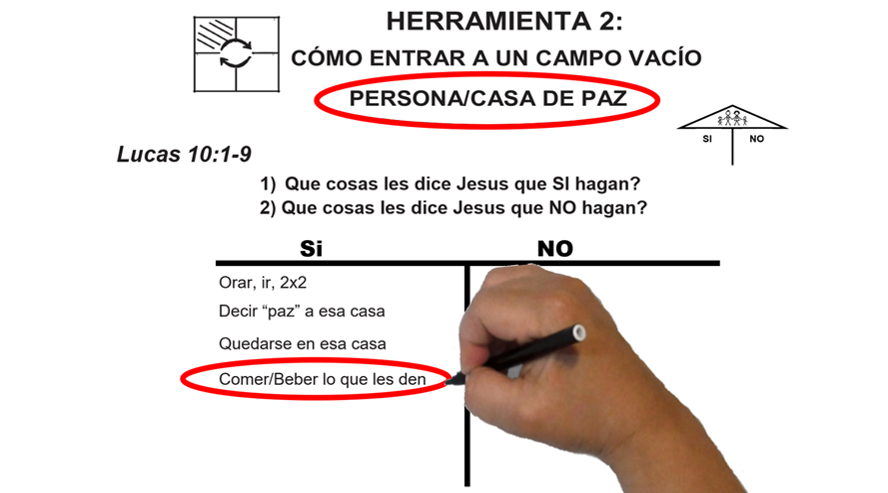 HERRAMIENTA 2:
CÓMO ENTRAR A UN CAMPO VACÍO
PERSONA/CASA DE PAZ
SI NO
Lucas 10:1-9
1) Que cosas les dice Jesus que SI hagan?
2) Que cosas les dice Jesus que NO hagan?
Si NO
Orar, ir, 2x2
Decir “paz” a esa casa
Quedarse en esa casa
Comer/Beber lo que les den